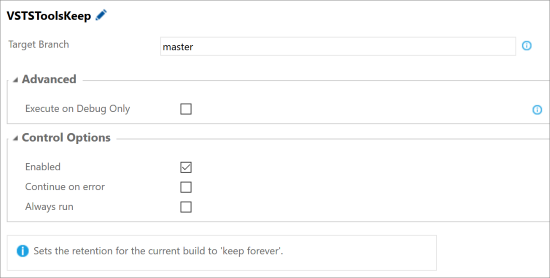 VSTSToolsKeep
Target Branch master
Advanced
Execute on Debug Only
Control Options
Enabled
Continue on error
Always run
Sets the retention for the current build to 'keep forever'.